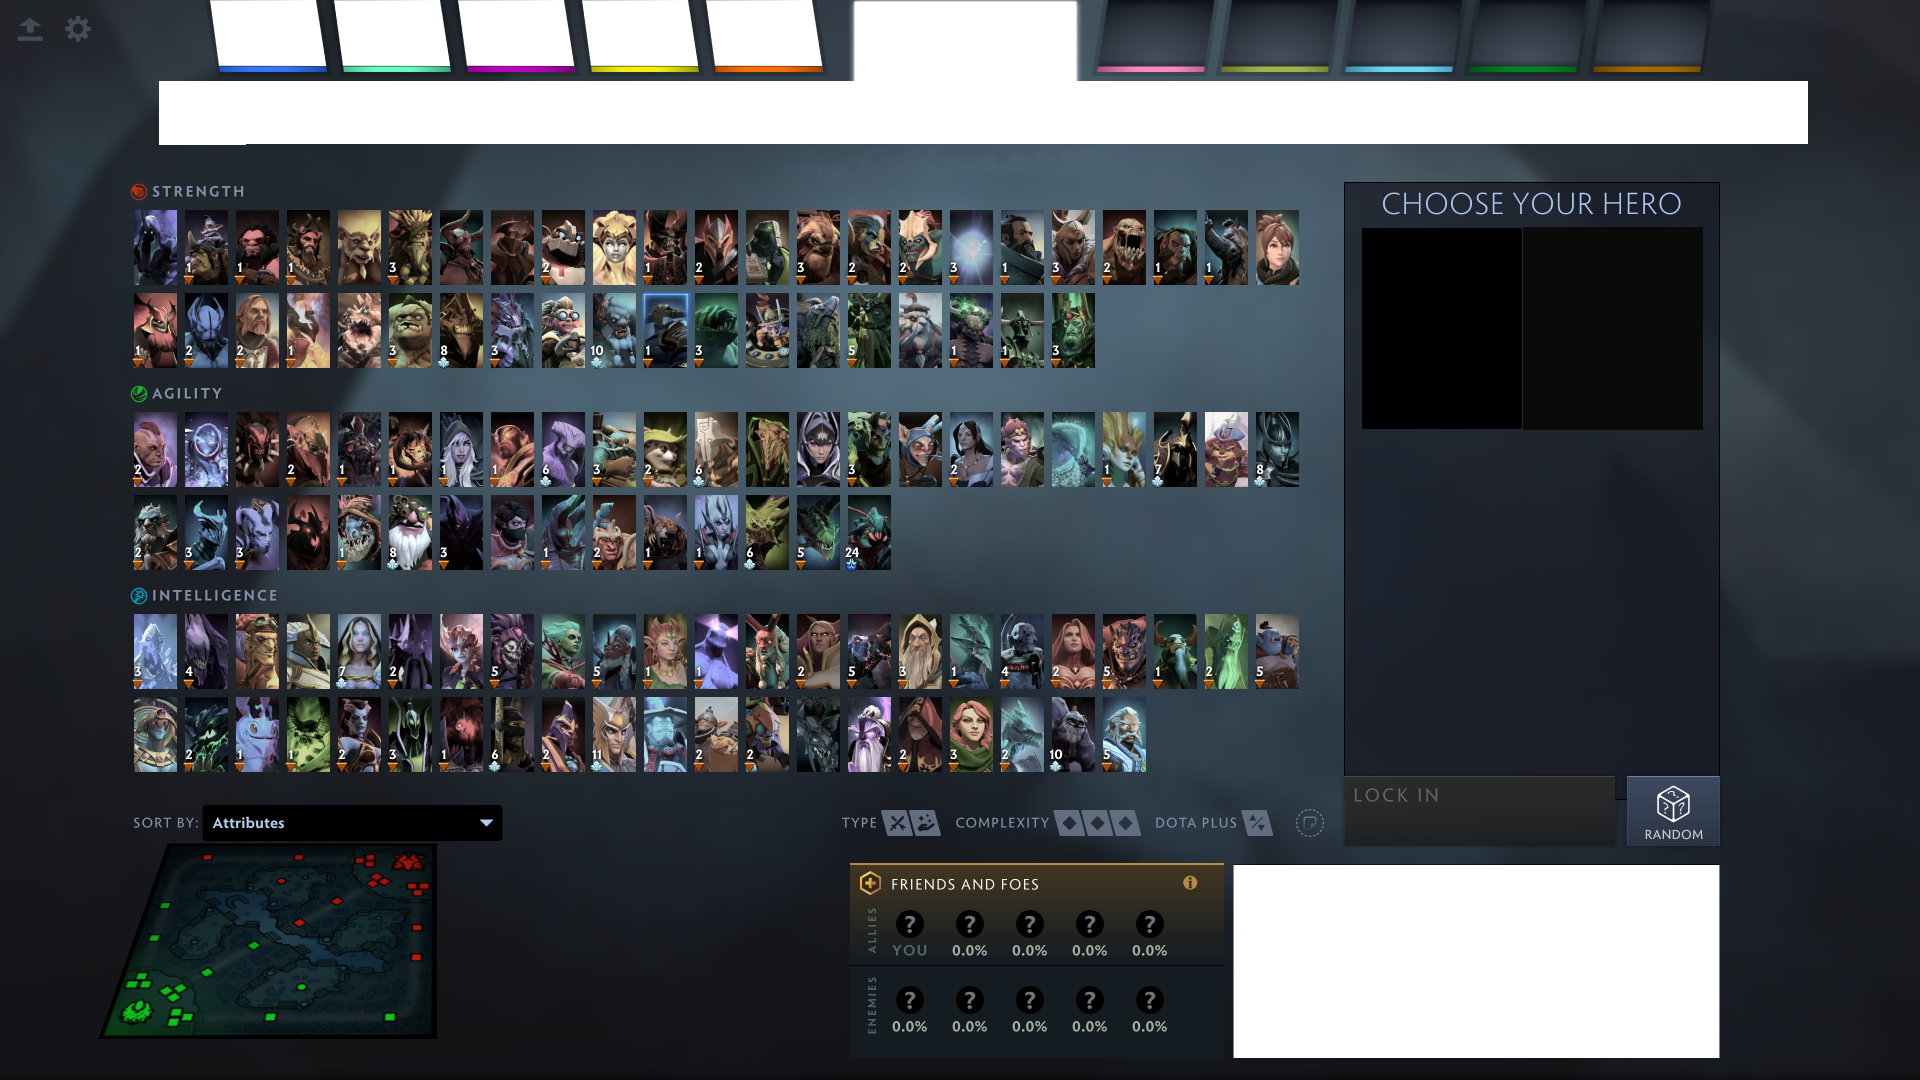 STRENGTH
1 1 1 3 2 1 2 3 2 2 3 1 3 2 1 1
1 2 2 1 3 8 3 10 1 3 5 1 1 3
AGILITY
2 2 1 1 1 1 6 3 2 6 3 2 1 7 8
2 3 3 1 8 3 1 2 1 1 6 5 24
INTELLIGENCE
3 4 7 2 5 5 1 1 2 5 3 1 4 2 5 1 2 5
2 1 1 2 3 1 6 2 11 2 2 2 3 2 10 5
CHOOSE YOUR HERO
LOCK IN
RANDOM
SORT BY: Attributes
TYPE COMPLEXITY DOTA PLUS
FRIENDS AND FOES
ALLIES
? ? ? ? ?
YOU 0.0% 0.0% 0.0% 0.0%
ENEMIES
? ? ? ? ?
0.0% 0.0% 0.0% 0.0% 0.0%